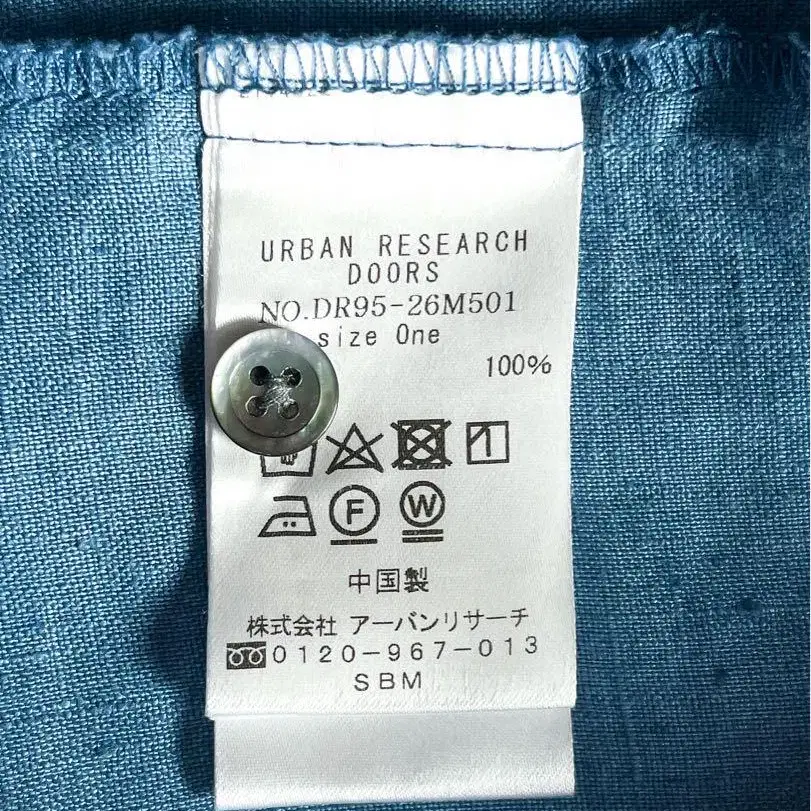 URBAN RESEARCH
DOORS
NO.DR95-26M501
size One
100%
F W
中国製
株式会社 アーバンリサーチ
0120-967-013
SBM